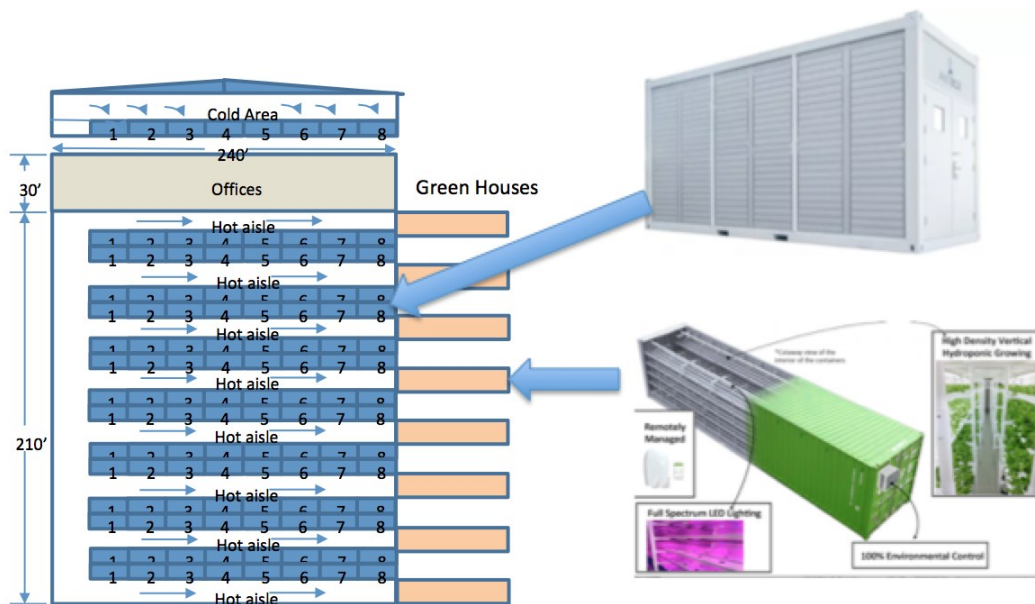 Cold Area
1 2 3 4 5 6 7 8
240'
30'
Offices
Green Houses
210'
Hot aisle
1 2 3 4 5 6 7 8
1 2 3 4 5 6 7 8
Hot aisle
1 2 3 4 5 6 7 8
1 2 3 4 5 6 7 8
Hot aisle
1 2 3 4 5 6 7 8
1 2 3 4 5 6 7 8
Hot aisle
1 2 3 4 5 6 7 8
1 2 3 4 5 6 7 8
Hot aisle
1 2 3 4 5 6 7 8
1 2 3 4 5 6 7 8
Hot aisle
1 2 3 4 5 6 7 8
1 2 3 4 5 6 7 8
Hot aisle
1 2 3 4 5 6 7 8
1 2 3 4 5 6 7 8
Hot aisle
*Cutaway view of the
interior of the containers
High Density Vertical
Hydroponic Growing
Remotely
Managed
Full Spectrum LED Lighting
100% Environmental Control